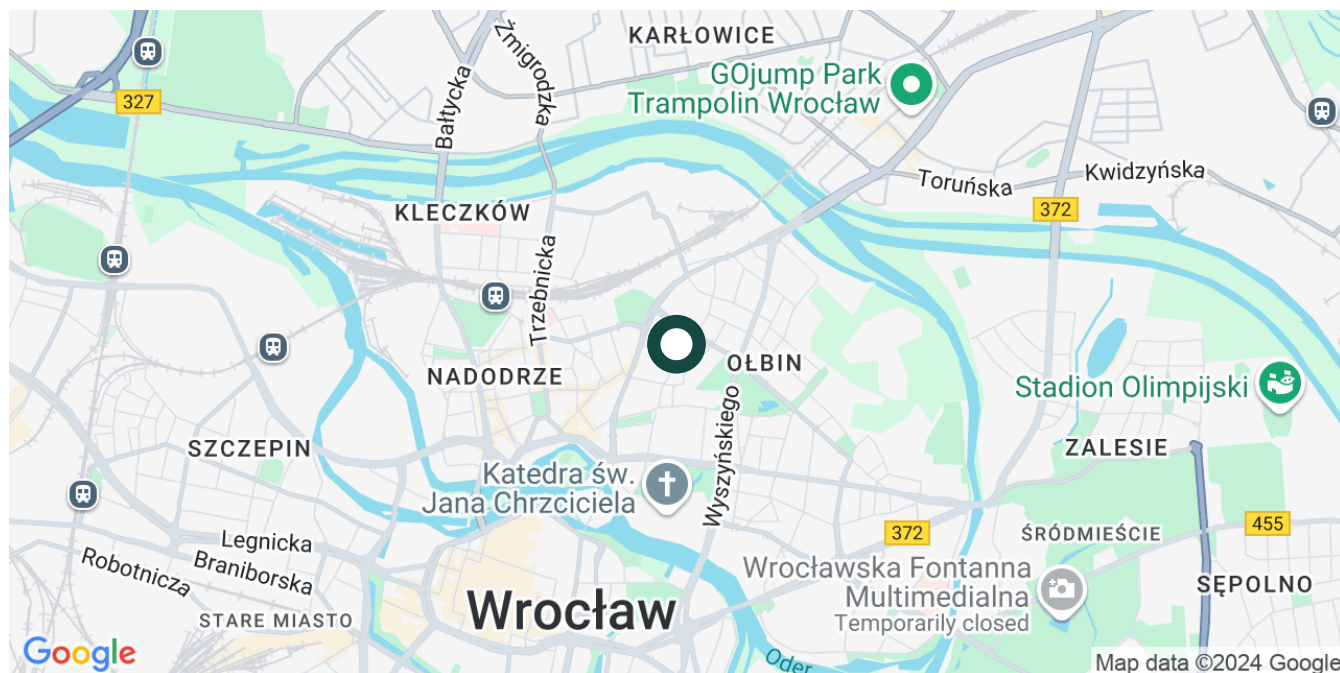 KARŁOWICE
Żmigrodzka
GOjump Park
Trampolin Wrocław
327
Bałtycka
Toruńska
Kwidzyńska
KLECZKÓW
372
Trzebnicka
OŁBIN
NADODRZE
Stadion Olimpijski
Wyszyńskiego
SZCZEPIN
ZALESIE
Katedra św.
Jana Chrzciciela
372
ŚRÓDMIEŚCIE
455
Legnicka
Braniborska
Robotnicza
Wrocławska Fontanna
Multimedialna
Temporarily closed
SĘPOLNO
Wrocław
STARE MIASTO
Oder
Google
Map data ©2024 Google